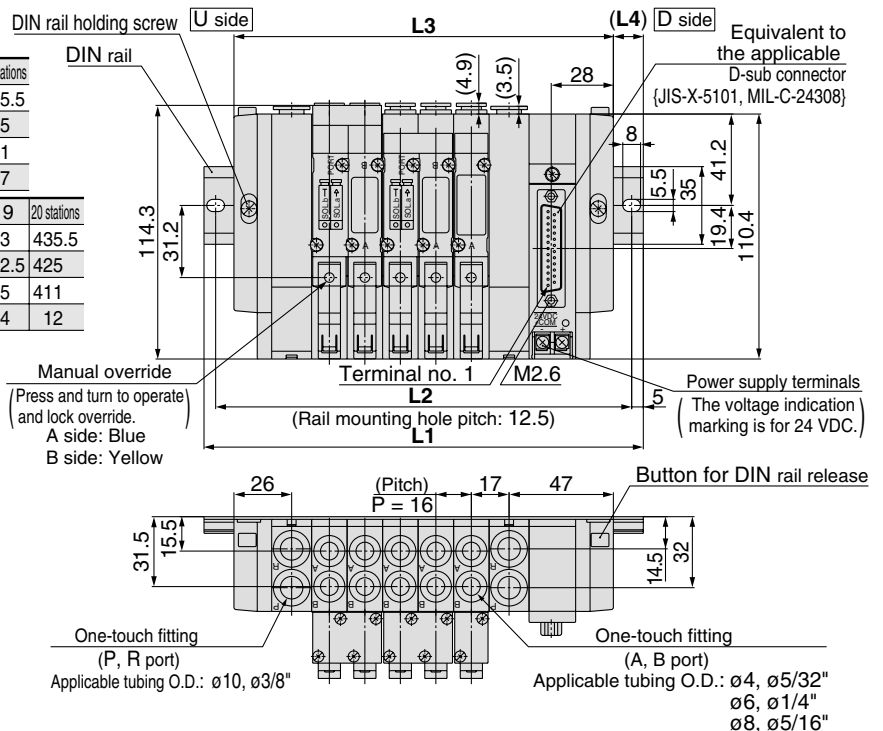 DIN rail holding screw
U side
L3
(L4)
D side
DIN rail
Equivalent to
the applicable
D-sub connector
{JIS-X-5101, MIL-C-24308}
(4.9)
(3.5)
28
8
ations
5.5
5
1
7
9 20 stations
3 435.5
2.5 425
5 411
4 12
114.3
31.2
41.2
5.5
35
19.4
110.4
PORT
B
SOL.b
SOL.a
A
PORT
B
SOL.b
SOL.a
A
24VDC
COM
- +
Manual override
(Press and turn to operate
and lock override.)
A side: Blue
B side: Yellow
Terminal no. 1
M2.6
L2
(Rail mounting hole pitch: 12.5)
L1
5
Power supply terminals
(The voltage indication
marking is for 24 VDC.)
Button for DIN rail release
26
(Pitch)
P = 16
17
47
31.5
15.5
14.5
32
R A A A A A R
P B B B B B P
One-touch fitting
(P, R port)
Applicable tubing O.D.: ø10, ø3/8"
One-touch fitting
(A, B port)
Applicable tubing O.D.: ø4, ø5/32"
ø6, ø1/4"
ø8, ø5/16"